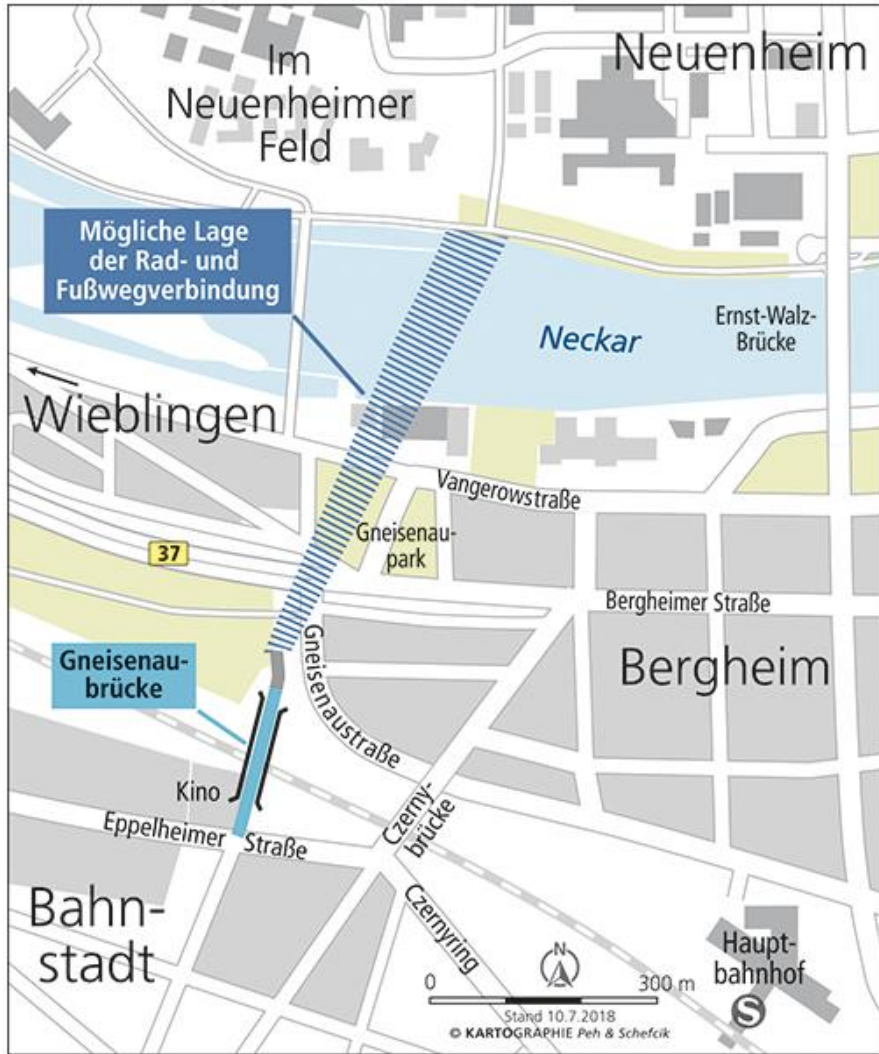 Im
Neuenheimer
Feld
Neuenheim
Mögliche Lage
der Rad- und
Fußwegverbindung
Neckar
Ernst-Walz-
Brücke
Wieblingen
Vangerowstraße
Gneisenau-
park
37
Bergheimer Straße
Gneisenau-
brücke
Gneisenaustraße
Bergheim
Kino
Eppelheimer Straße
Czerny-
brücke
Czernyring
Bahn-
stadt
Haupt-
bahnhof
S
N
0 300 m
Stand 10.7.2018
© KARTOGRAPHIE Peh & Schefcik